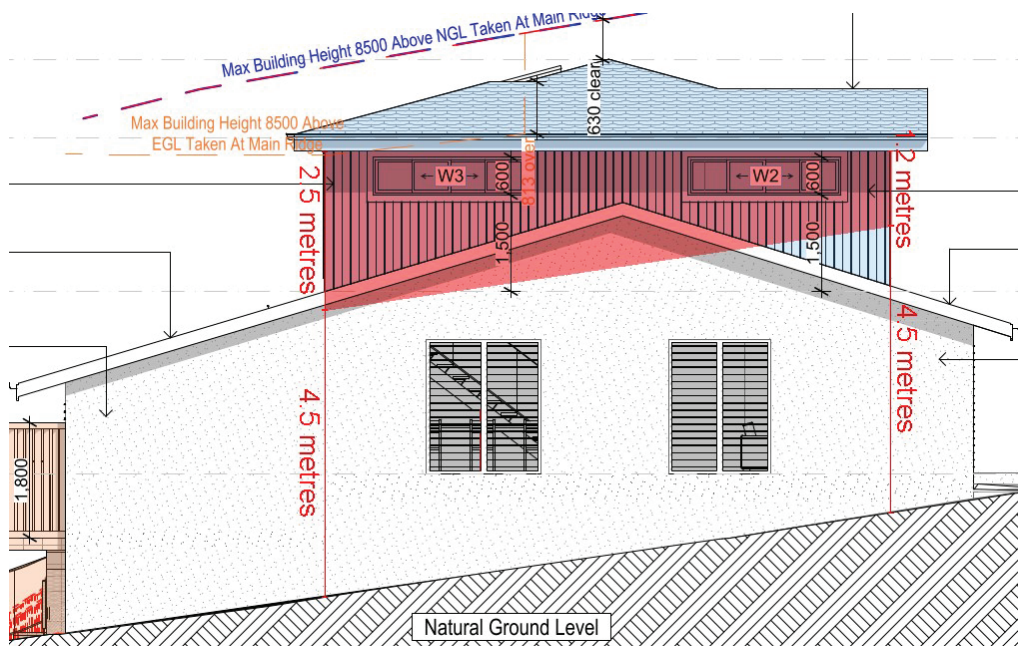 Max Building Height 8500 Above NGL Taken At Main Ridge
Max Building Height 8500 Above
EGL Taken At Main Ridge
630 clear
813 over
W3
600
W2
600
2.5 metres
1.2 metres
1,500
1,500
4.5 metres
4.5 metres
1,800
Natural Ground Level